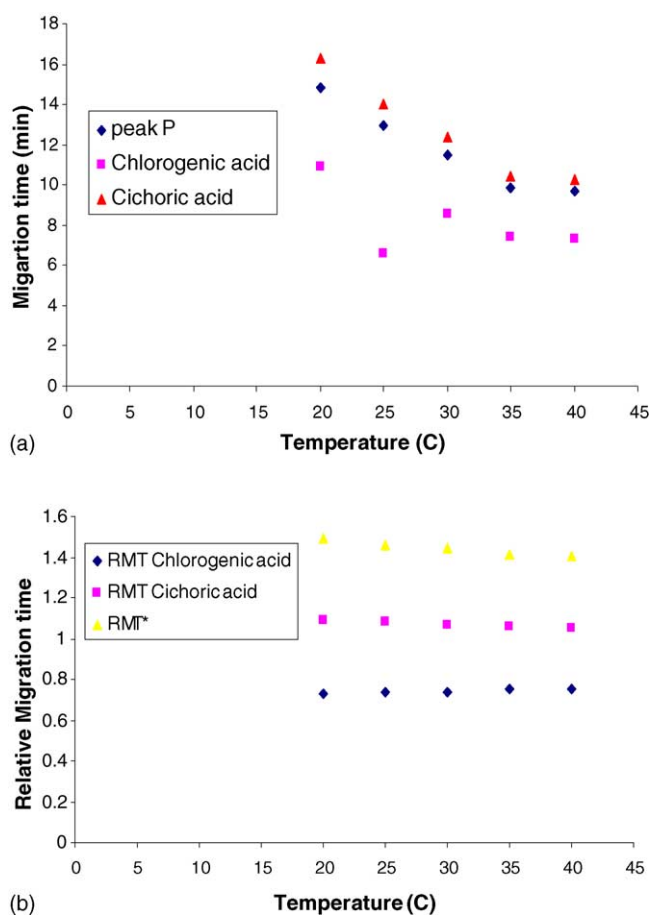 18
16
14
12
10
8
6
4
2
0
Migartion time (min)
peak P
Chlorogenic acid
Cichoric acid
0 5 10 15 20 25 30 35 40 45
Temperature (C)
(a)
1.6
1.4
1.2
1
0.8
0.6
0.4
0.2
0
Relative Migration time
RMT Chlorogenic acid
RMT Cichoric acid
RMT*
0 5 10 15 20 25 30 35 40 45
Temperature (C)
(b)